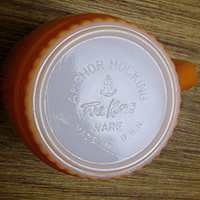 ANCHOR HOCKING
Fire-King
WARE
MADE IN U.S.A.